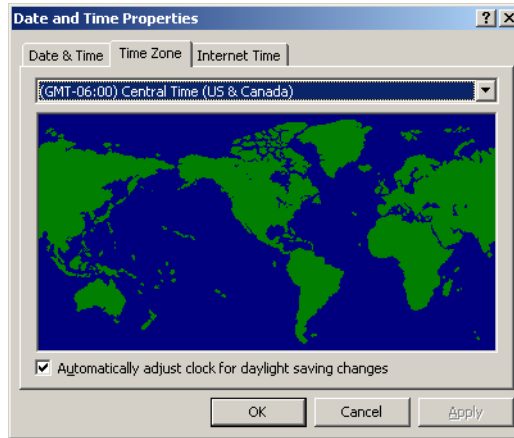 Date and Time Properties
Date & Time Time Zone Internet Time
(GMT-06:00) Central Time (US & Canada)
Automatically adjust clock for daylight saving changes
OK Cancel Apply